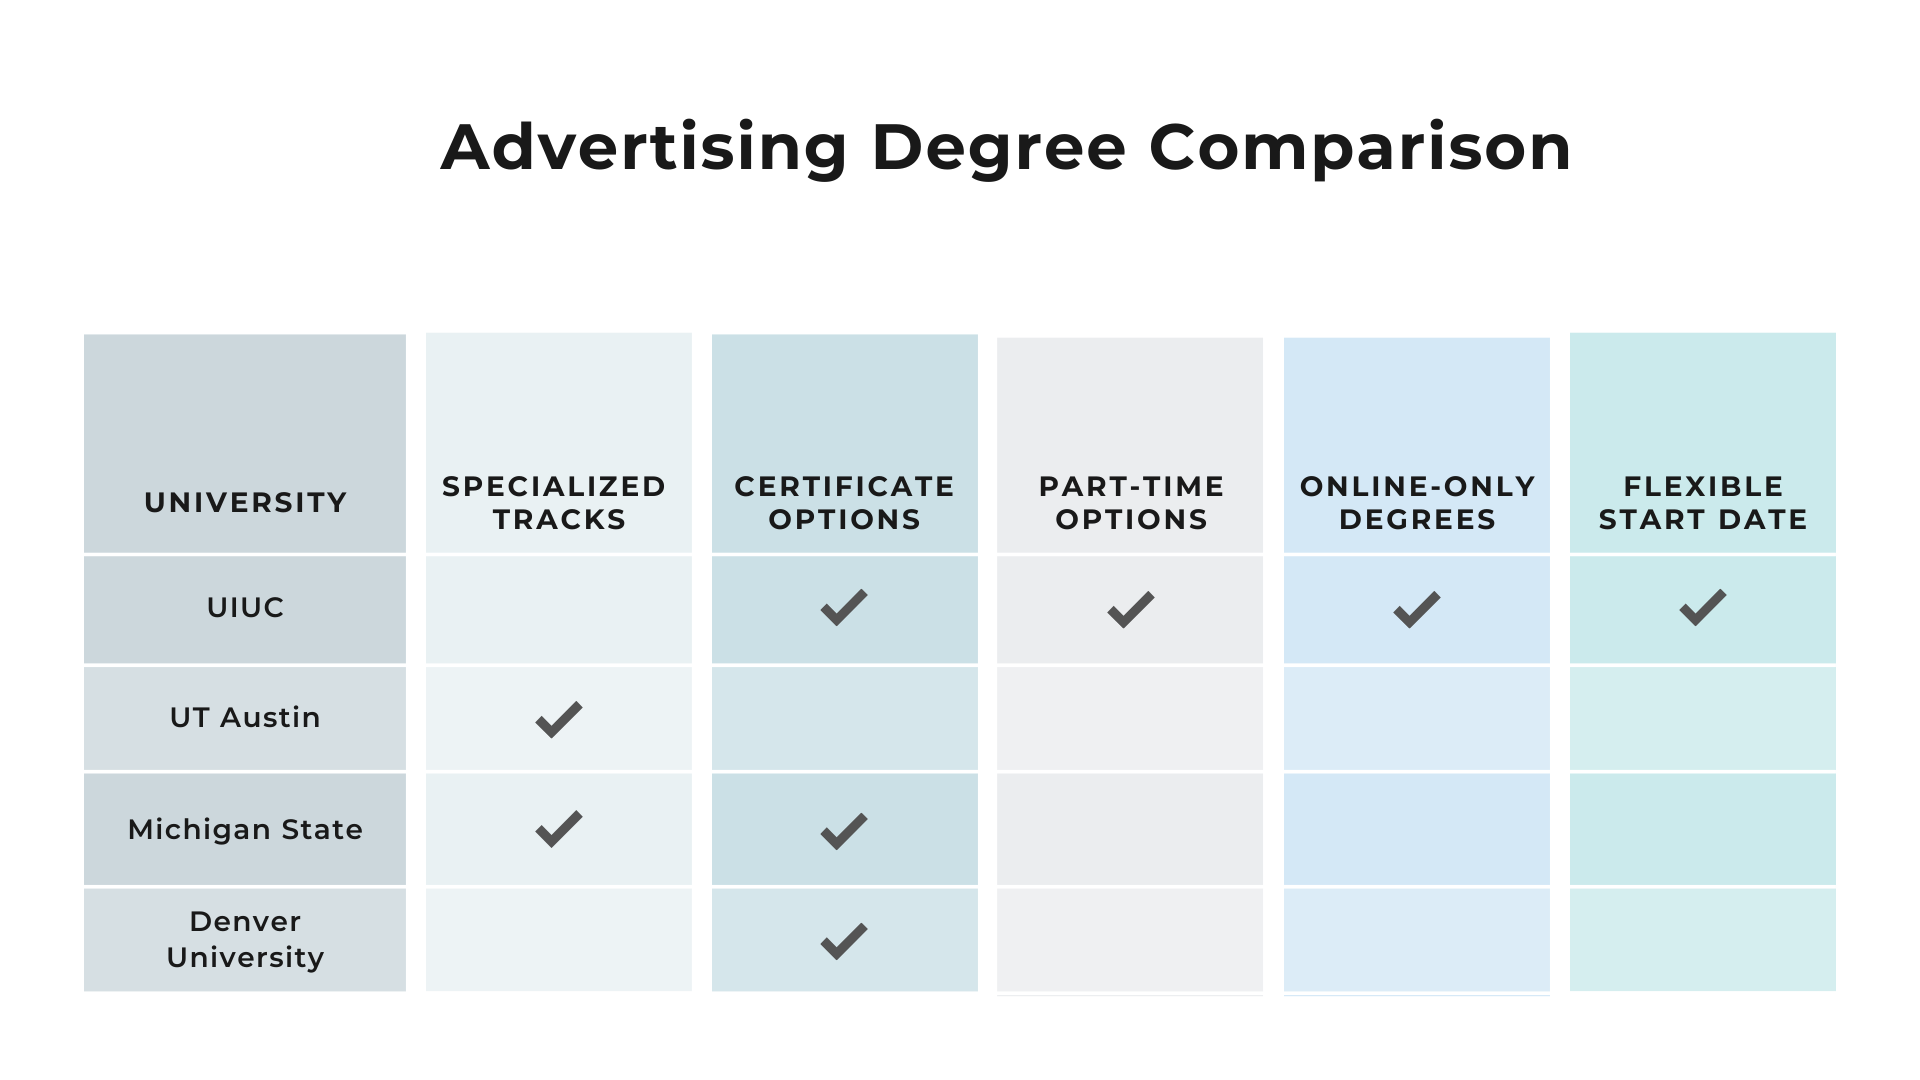 Advertising Degree Comparison
UNIVERSITY
SPECIALIZED
TRACKS
CERTIFICATE
OPTIONS
PART-TIME
OPTIONS
ONLINE-ONLY
DEGREES
FLEXIBLE
START DATE
UIUC
UT Austin
Michigan State
Denver
University